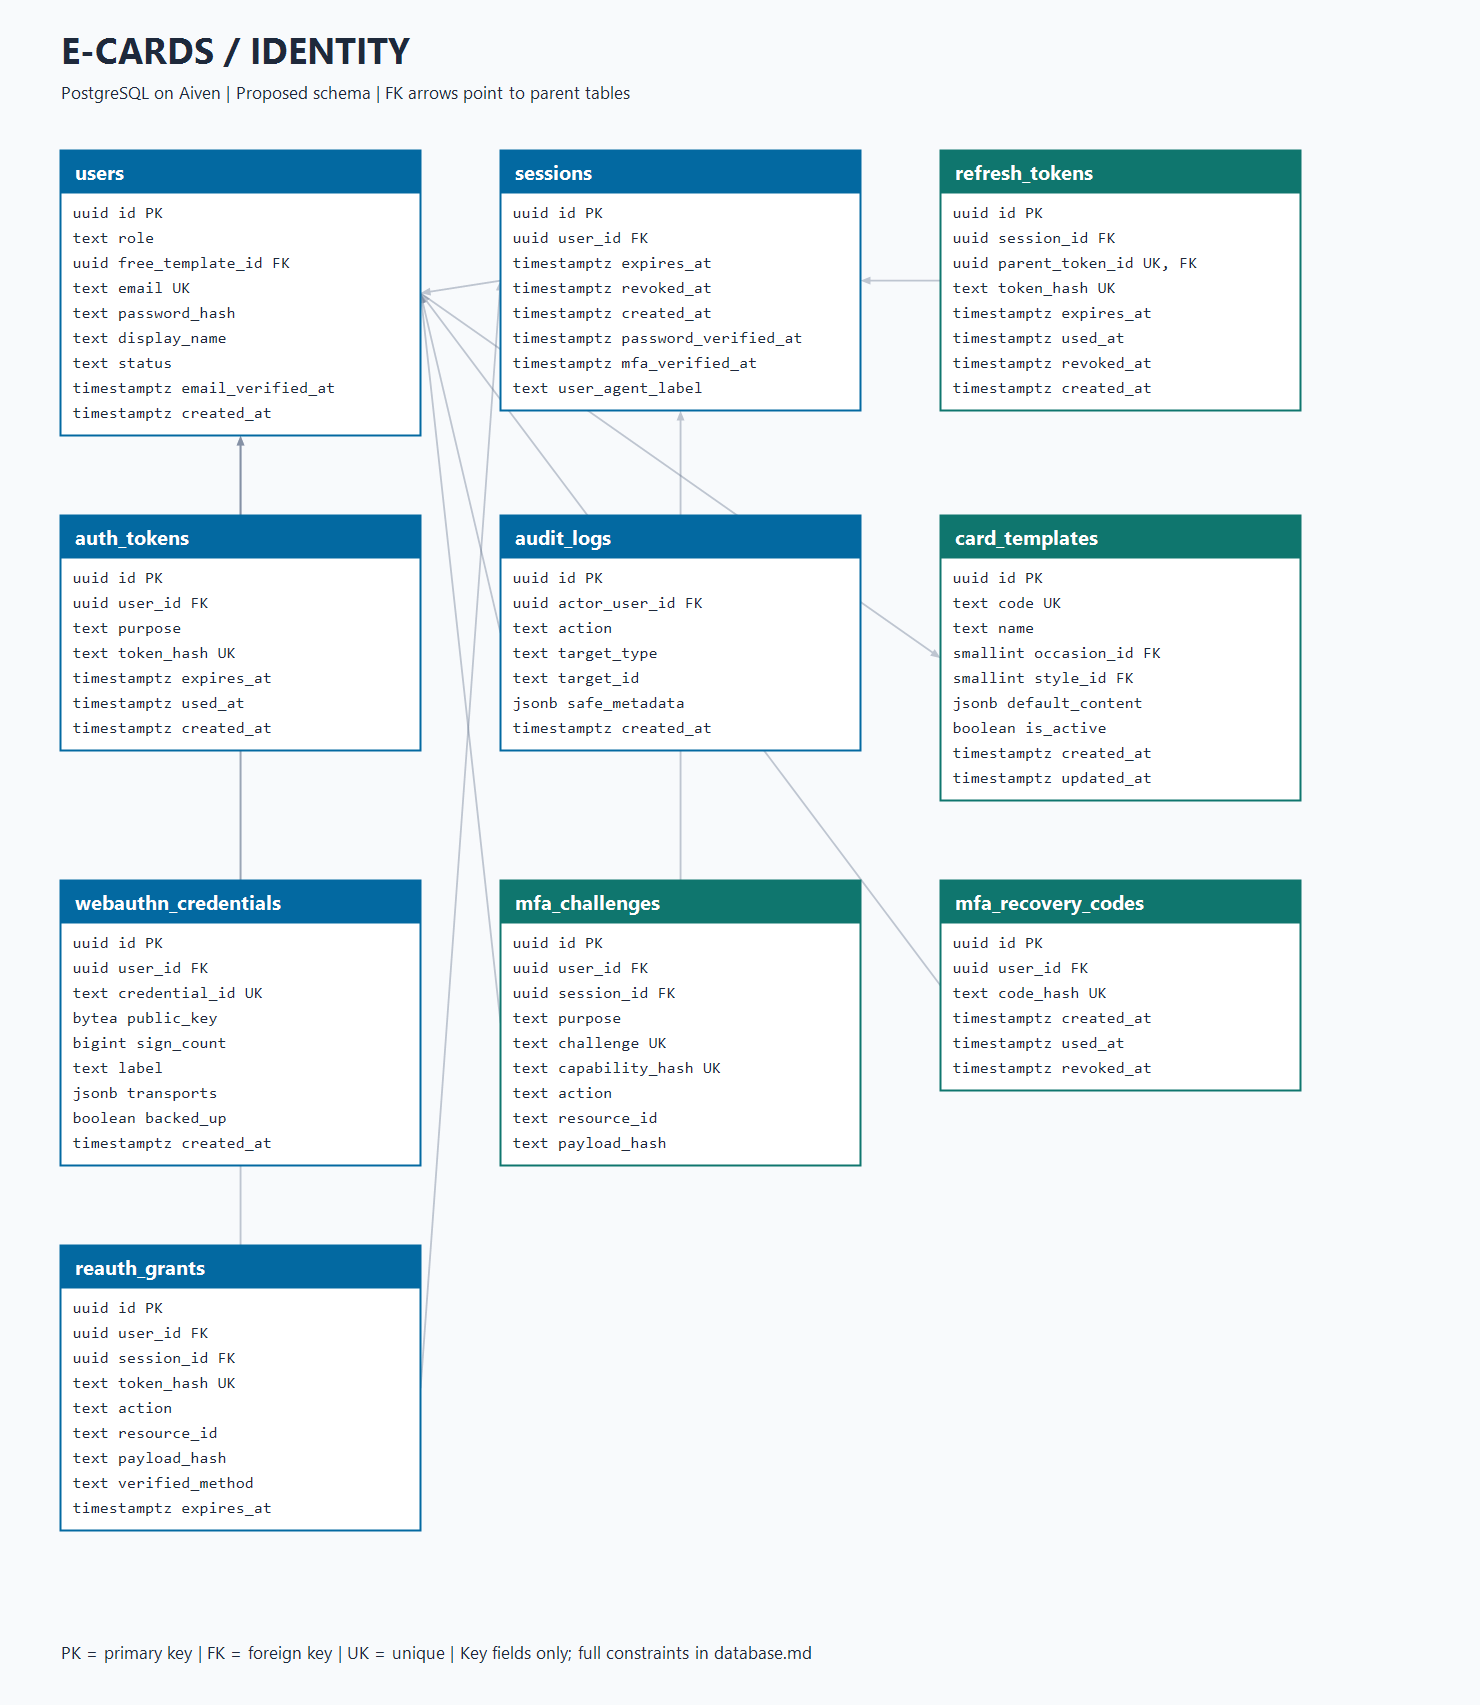 E-CARDS / IDENTITY
PostgreSQL on Aiven | Proposed schema | FK arrows point to parent tables
users
uuid id PK
text role
uuid free_template_id FK
text email UK
text password_hash
text display_name
text status
timestamptz email_verified_at
timestamptz created_at
sessions
uuid id PK
uuid user_id FK
timestamptz expires_at
timestamptz revoked_at
timestamptz created_at
timestamptz password_verified_at
timestamptz mfa_verified_at
text user_agent_label
refresh_tokens
uuid id PK
uuid session_id FK
uuid parent_token_id UK, FK
text token_hash UK
timestamptz expires_at
timestamptz used_at
timestamptz revoked_at
timestamptz created_at
auth_tokens
uuid id PK
uuid user_id FK
text purpose
text token_hash UK
timestamptz expires_at
timestamptz used_at
timestamptz created_at
audit_logs
uuid id PK
uuid actor_user_id FK
text action
text target_type
text target_id
jsonb safe_metadata
timestamptz created_at
card_templates
uuid id PK
text code UK
text name
smallint occasion_id FK
smallint style_id FK
jsonb default_content
boolean is_active
timestamptz created_at
timestamptz updated_at
webauthn_credentials
uuid id PK
uuid user_id FK
text credential_id UK
bytea public_key
bigint sign_count
text label
jsonb transports
boolean backed_up
timestamptz created_at
mfa_challenges
uuid id PK
uuid user_id FK
uuid session_id FK
text purpose
text challenge UK
text capability_hash UK
text action
text resource_id
text payload_hash
mfa_recovery_codes
uuid id PK
uuid user_id FK
text code_hash UK
timestamptz created_at
timestamptz used_at
timestamptz revoked_at
reauth_grants
uuid id PK
uuid user_id FK
uuid session_id FK
text token_hash UK
text action
text resource_id
text payload_hash
text verified_method
timestamptz expires_at
PK = primary key | FK = foreign key | UK = unique | Key fields only; full constraints in database.md